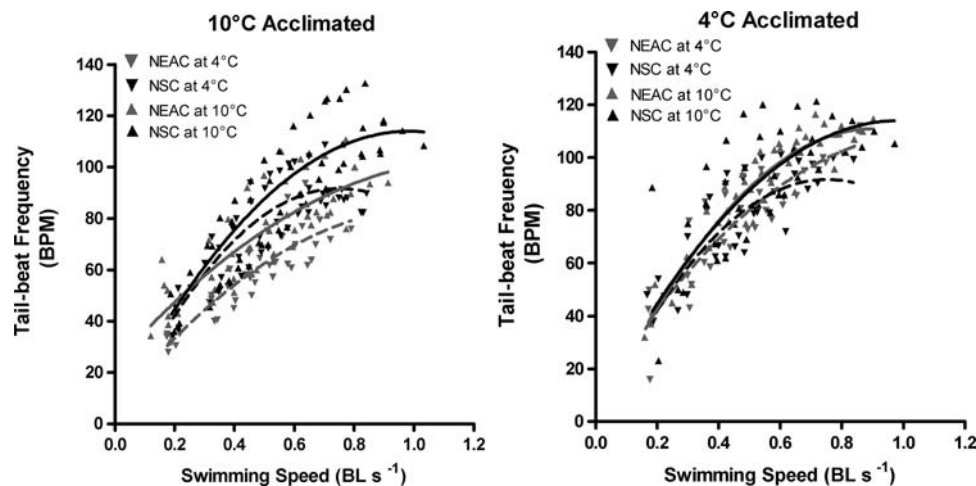 10°C Acclimated
NEAC at 4°C
NSC at 4°C
NEAC at 10°C
NSC at 10°C
140
120
100
80
60
40
20
0
0.0 0.2 0.4 0.6 0.8 1.0 1.2
Tail-beat Frequency
(BPM)
Swimming Speed (BL s⁻¹)
4°C Acclimated
NEAC at 4°C
NSC at 4°C
NEAC at 10°C
NSC at 10°C
140
120
100
80
60
40
20
0
0.0 0.2 0.4 0.6 0.8 1.0 1.2
Tail-beat Freuency
(BPM)
Swimming Speed (BL s⁻¹)